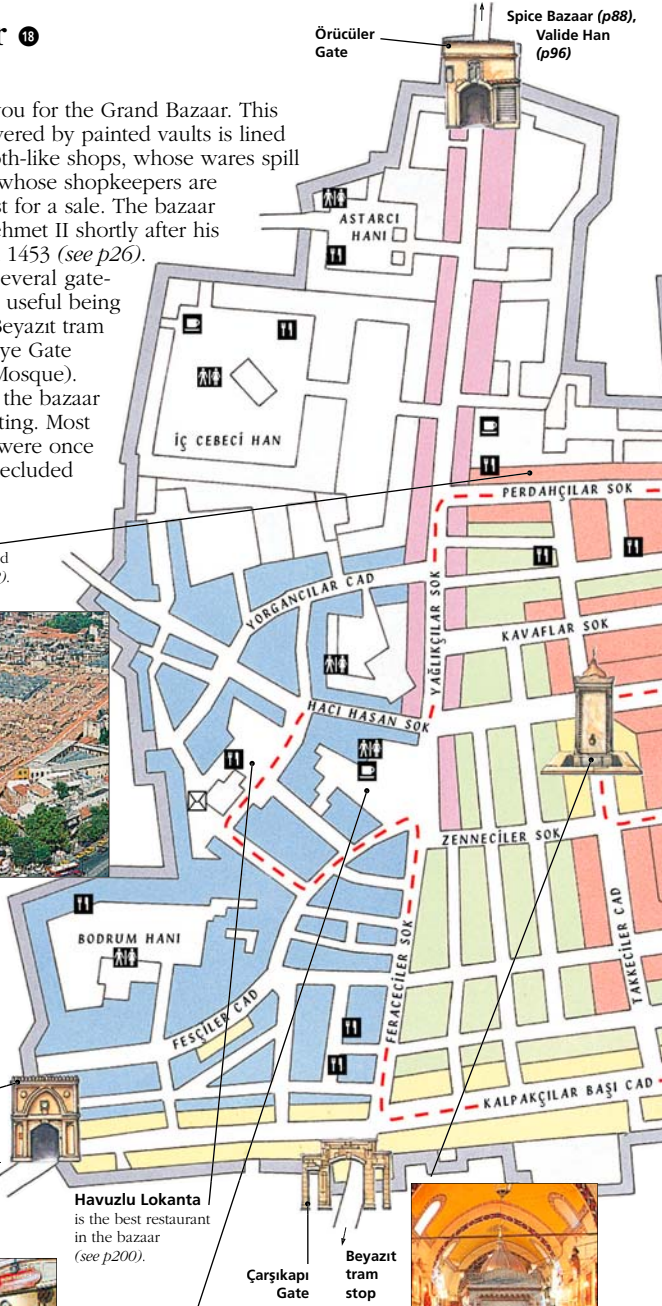 r 18
Örücüler
Gate
Spice Bazaar (p88),
Valide Han
(p96)
you for the Grand Bazaar. This
vered by painted vaults is lined
th-like shops, whose wares spill
whose shopkeepers are
st for a sale. The bazaar
ehmet II shortly after his
1453 (see p26).
everal gate-
useful being
Beyazıt tram
ye Gate
Mosque).
the bazaar
ting. Most
were once
ecluded
d
).
ASTARCI
HANI
İÇ CEBECİ HAN
PERDAHÇILAR SOK
YORGANCILAR CAD
YAĞLIKÇILAR SOK
KAVAFLAR SOK
HACI HASAN SOK
ZENNECİLER SOK
BODRUM HANI
FERACECİLER SOK
TAKKECİLER CAD
FESÇİLER CAD
KALPAKÇILAR BAŞI CAD
Havuzlu Lokanta
is the best restaurant
in the bazaar
(see p200).
Çarşıkapı
Gate
Beyazıt
tram
stop